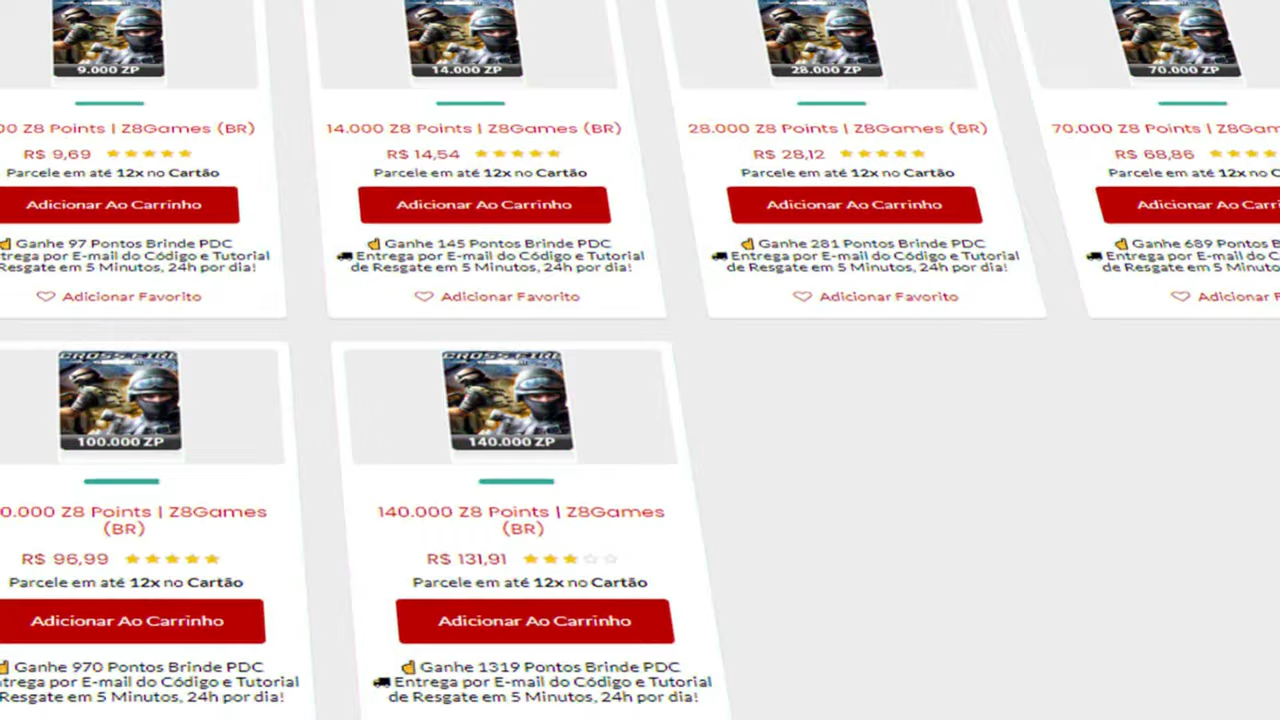 9.000 ZP
14.000 ZP
28.000 ZP
70.000 ZP
00 Z8 Points | Z8Games (BR)
14.000 Z8 Points | Z8Games (BR)
28.000 Z8 Points | Z8Games (BR)
70.000 Z8 Points | Z8Gam
R$ 9,69
R$ 14,54
R$ 28,12
R$ 68,86
Parcele em até 12x no Cartão
Parcele em até 12x no Cartão
Parcele em até 12x no Cartão
Parcele em até 12x no C
Adicionar Ao Carrinho
Adicionar Ao Carrinho
Adicionar Ao Carrinho
Adicionar Ao Carri
Ganhe 97 Pontos Brinde PDC
trega por E-mail do Código e Tutorial
Resgate em 5 Minutos, 24h por dia!
Ganhe 145 Pontos Brinde PDC
Entrega por E-mail do Código e Tutorial
de Resgate em 5 Minutos, 24h por dia!
Ganhe 281 Pontos Brinde PDC
Entrega por E-mail do Código e Tutorial
de Resgate em 5 Minutos, 24h por dia!
Ganhe 689 Pontos B
Entrega por E-mail do Códi
de Resgate em 5 Minutos
Adicionar Favorito
Adicionar Favorito
Adicionar Favorito
Adicionar F
CROSS FIRE
100.000 ZP
CROSS FIRE
140.000 ZP
0.000 Z8 Points | Z8Games
(BR)
140.000 Z8 Points | Z8Games
(BR)
R$ 96,99
R$ 131,91
Parcele em até 12x no Cartão
Parcele em até 12x no Cartão
Adicionar Ao Carrinho
Adicionar Ao Carrinho
Ganhe 970 Pontos Brinde PDC
ntrega por E-mail do Código e Tutorial
Resgate em 5 Minutos, 24h por dia!
Ganhe 1319 Pontos Brinde PDC
Entrega por E-mail do Código e Tutorial
de Resgate em 5 Minutos, 24h por dia!